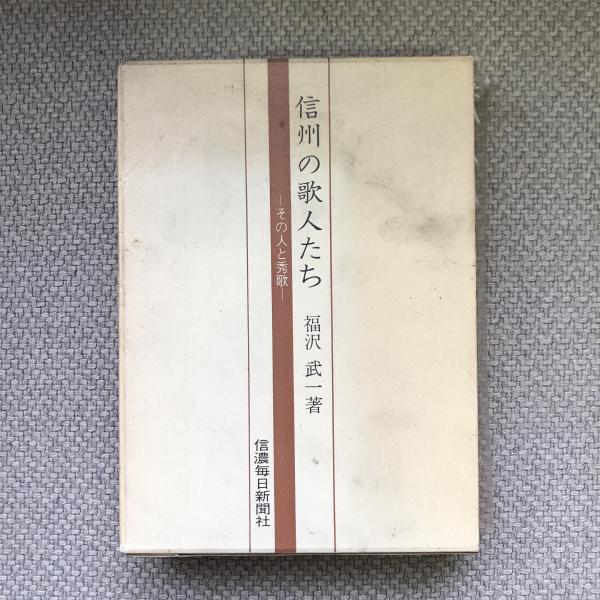 信州の歌人たち
―その人と秀歌―
福沢 武一著
信濃毎日新聞社